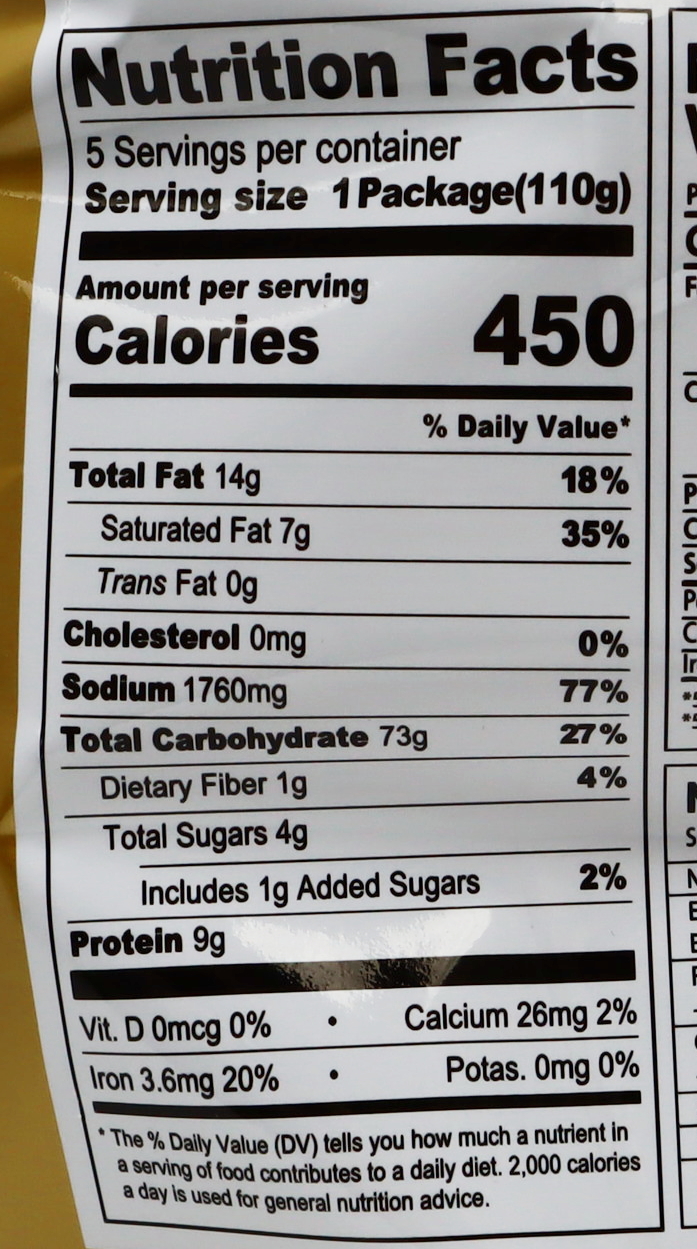 Nutrition Facts
5 Servings per container
Serving size 1 Package(110g)
Amount per serving
Calories 450
% Daily Value*
Total Fat 14g 18%
Saturated Fat 7g 35%
Trans Fat 0g
Cholesterol 0mg 0%
Sodium 1760mg 77%
Total Carbohydrate 73g 27%
Dietary Fiber 1g 4%
Total Sugars 4g
Includes 1g Added Sugars 2%
Protein 9g
Vit. D 0mcg 0% • Calcium 26mg 2%
Iron 3.6mg 20% • Potas. 0mg 0%
* The % Daily Value (DV) tells you how much a nutrient in
a serving of food contributes to a daily diet. 2,000 calories
a day is used for general nutrition advice.